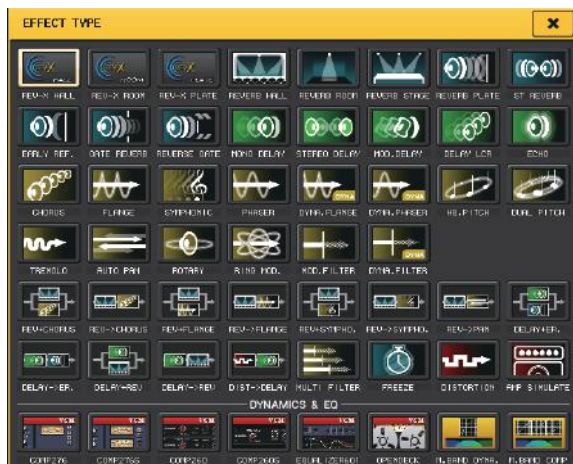 EFFECT TYPE
REV-X HALL REV-X ROOM REV-X PLATE REVERB HALL REVERB ROOM REVERB STAGE REVERB PLATE ST REVERB
EARLY REF. GATE REVERB REVERSE GATE MONO DELAY STEREO DELAY MOD.DELAY DELAY LCR ECHO
CHORUS FLANGE SYMPHONIC PHASER DYNA.FLANGE DYNA.PHASER HQ.PITCH DUAL PITCH
TREMOLO AUTO PAN ROTARY RING MOD. MOD.FILTER DYNA.FILTER
REV+CHORUS REV->CHORUS REV+FLANGE REV->FLANGE REV+SYMPHO. REV->SYMPHO. REV->PAN DELAY+ER.
DELAY->ER. DELAY+REV DELAY->REV DIST->DELAY MULTI FILTER FREEZE DISTORTION AMP SIMULATE
DYNAMICS & EQ
COMP276 COMP276S COMP260 COMP260S EQUALIZER601 OPENDECK M.BAND DYNA. M.BAND COMP